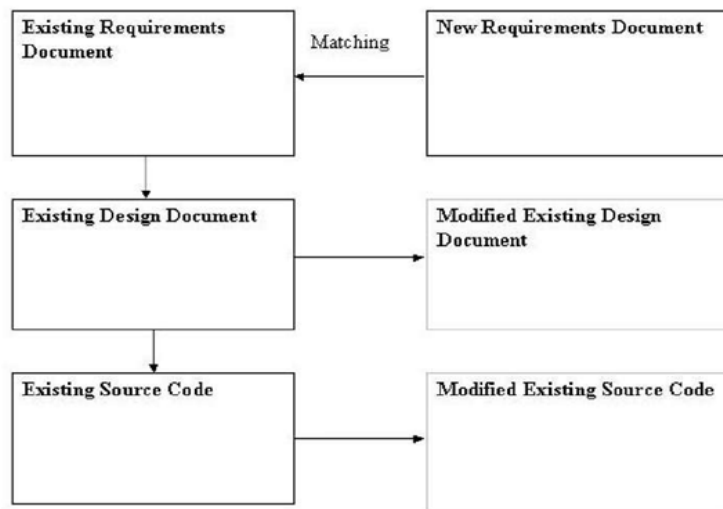 Existing Requirements
Document
Matching
New Requirements Document
Existing Design Document
Modified Existing Design
Document
Existing Source Code
Modified Existing Source Code